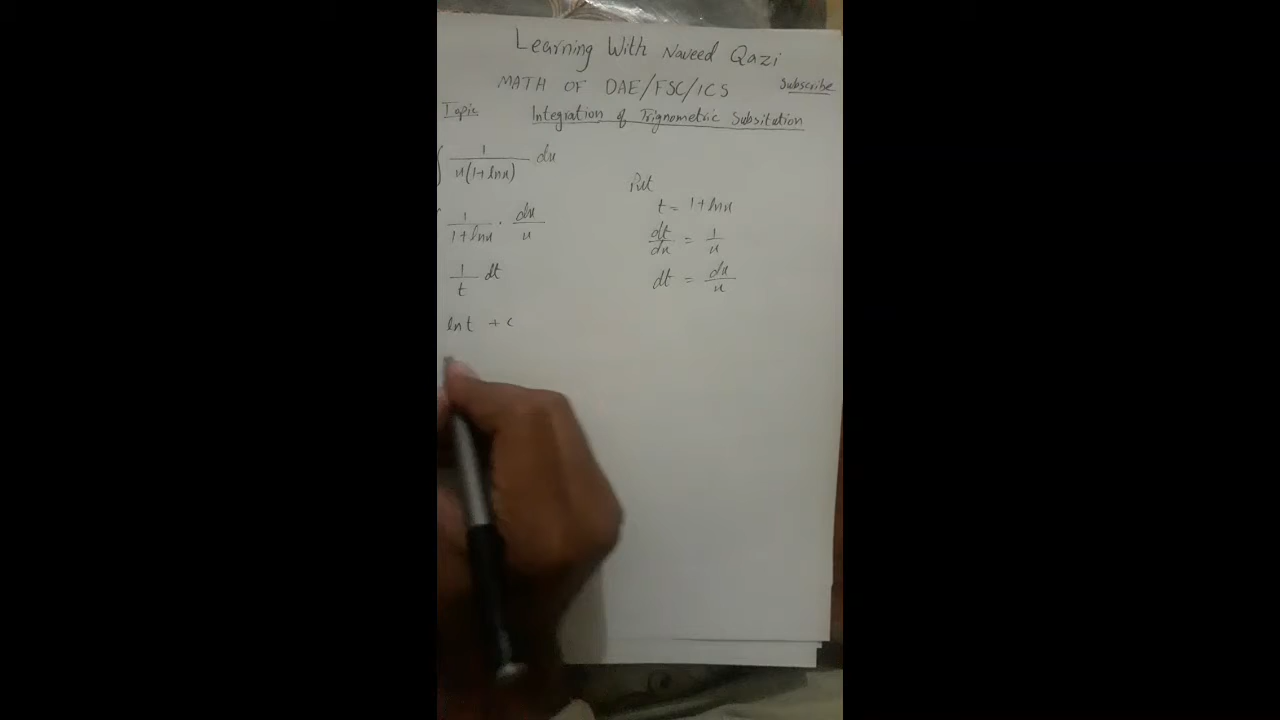 Learning With Naveed Qazi
MATH OF DAE/FSC/ICS Subscribe
Topic Integration of Trignometric Subsitution
∫ 1/x(1+lnx) dx
Put
t = 1+lnx
1/1+lnx . dx/x
dt/dx = 1/x
1/t dt
dt = dx/x
ln t + c